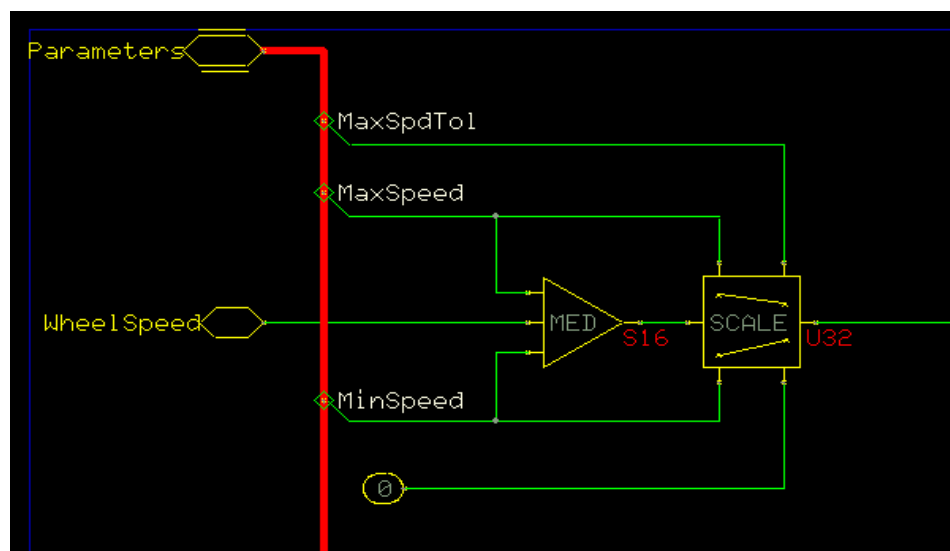 Parameters
MaxSpdTol
MaxSpeed
WheelSpeed
MED
S16
SCALE
U32
MinSpeed
0